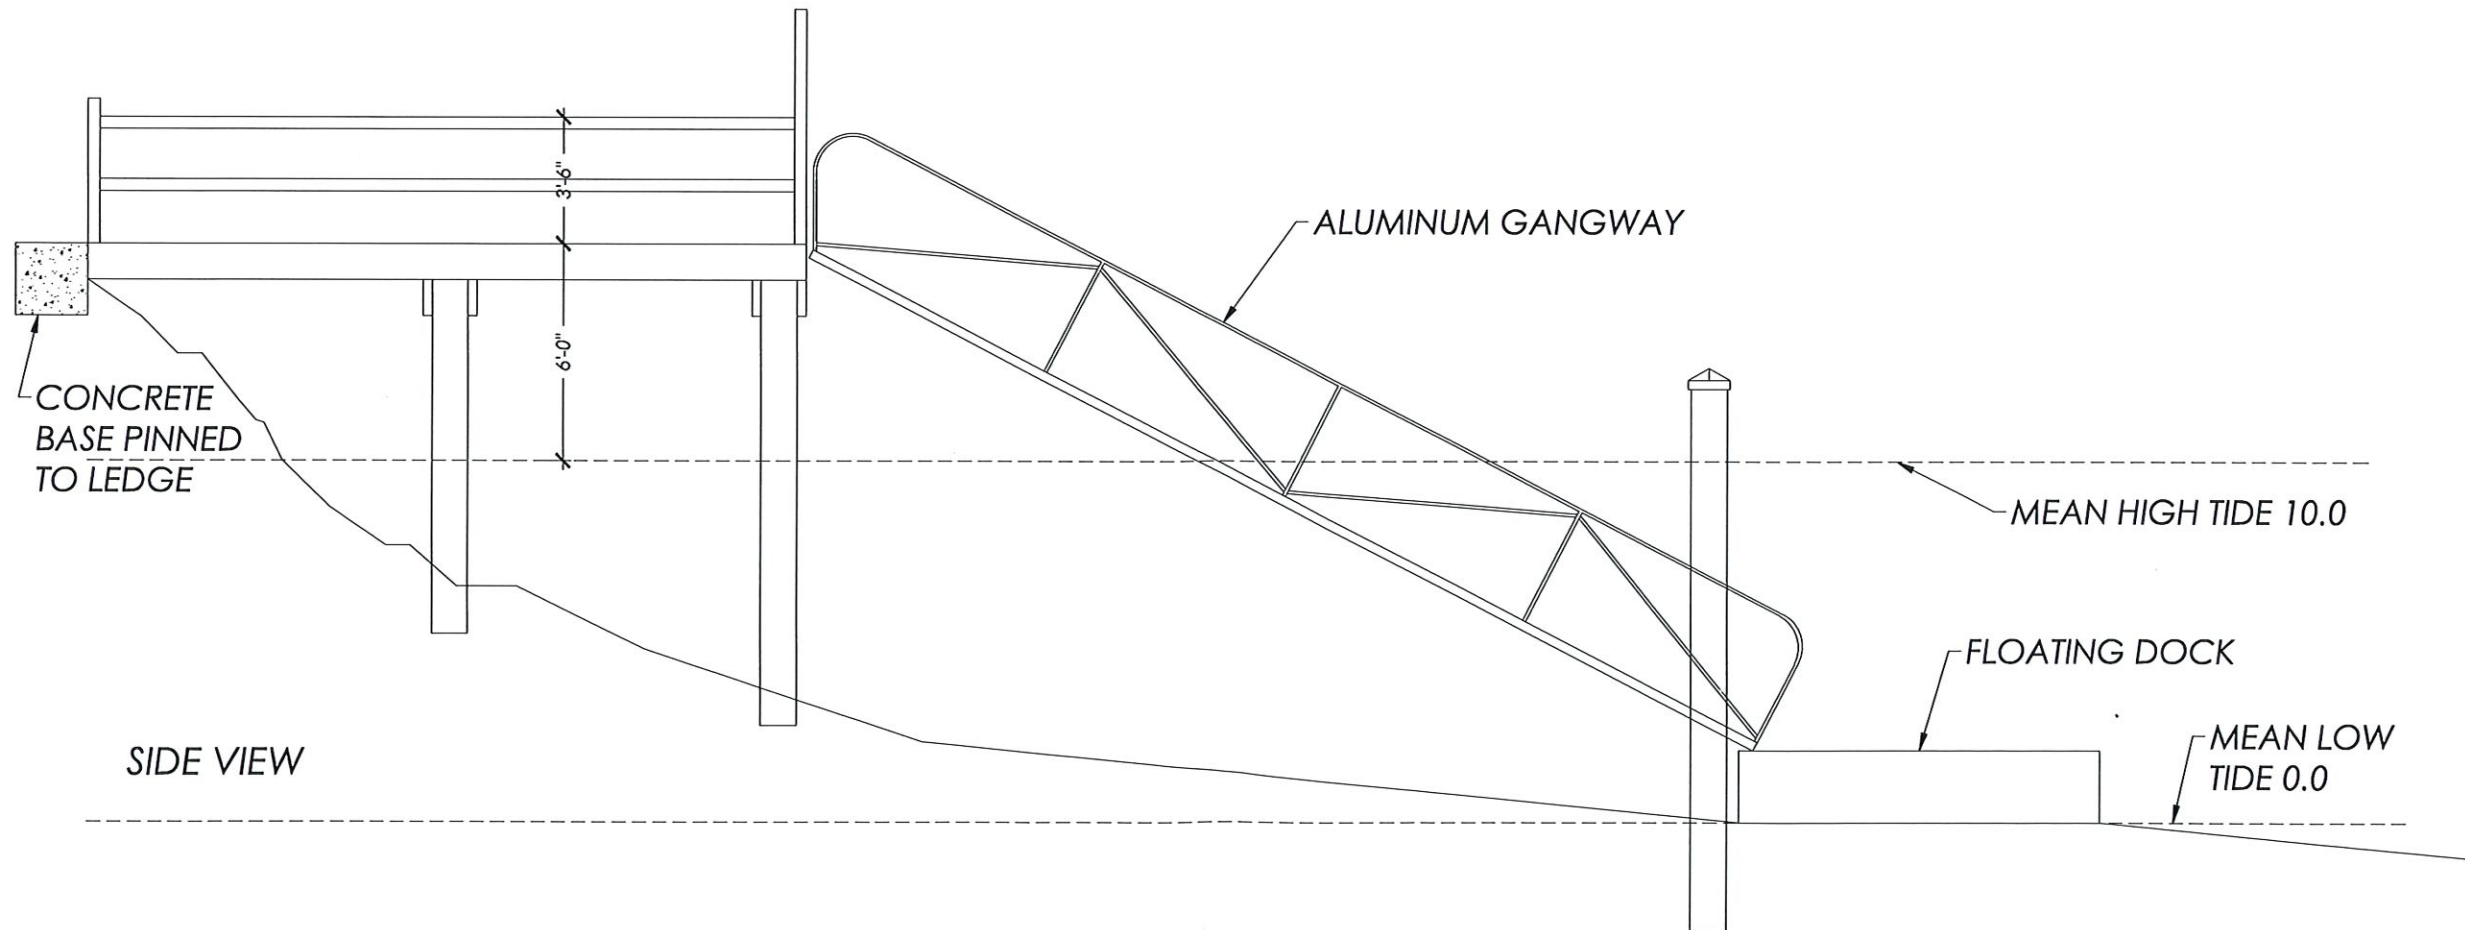 3'-6"
ALUMINUM GANGWAY
6'-0"
CONCRETE
BASE PINNED
TO LEDGE
MEAN HIGH TIDE 10.0
FLOATING DOCK
MEAN LOW
TIDE 0.0
SIDE VIEW